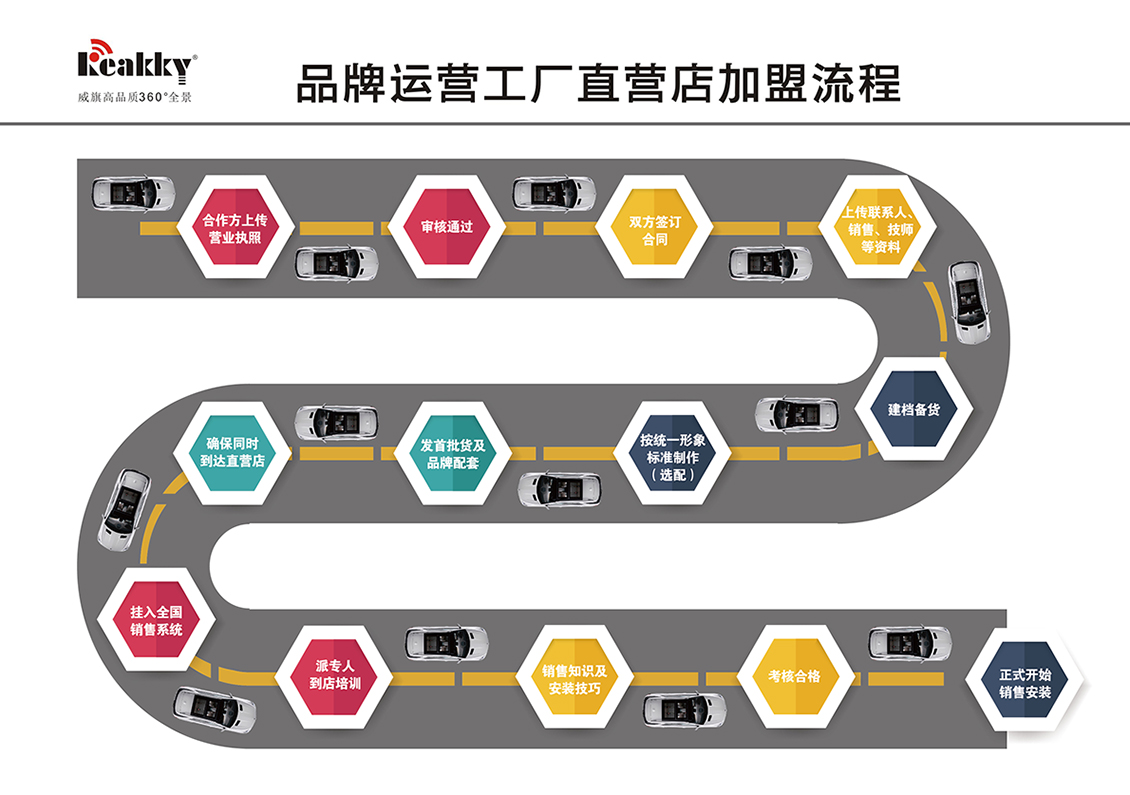 Keakky®
威旗高品质360°全景
品牌运营工厂直营店加盟流程
合作方上传
营业执照
审核通过
双方签订
合同
上传联系人、
销售、技师
等资料
建档备货
按统一形象
标准制作
（选配）
发首批货及
品牌配套
确保同时
到达直营店
挂入全国
销售系统
派专人
到店培训
销售知识及
安装技巧
考核合格
正式开始
销售安装